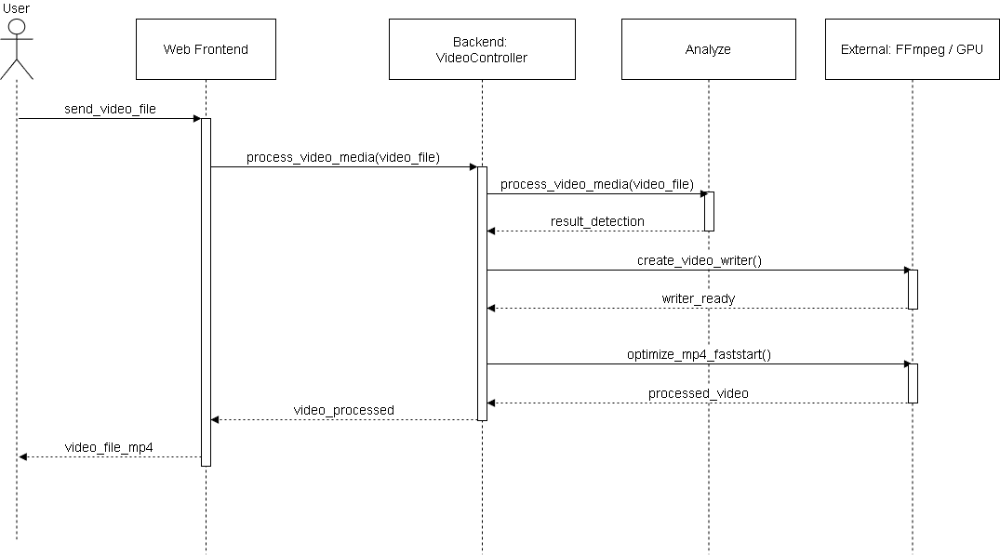 User
Web Frontend
Backend:
VideoController
Analyze
External: FFmpeg / GPU
send_video_file
process_video_media(video_file)
process_video_media(video_file)
result_detection
create_video_writer()
writer_ready
optimize_mp4_faststart()
processed_video
video_processed
video_file_mp4